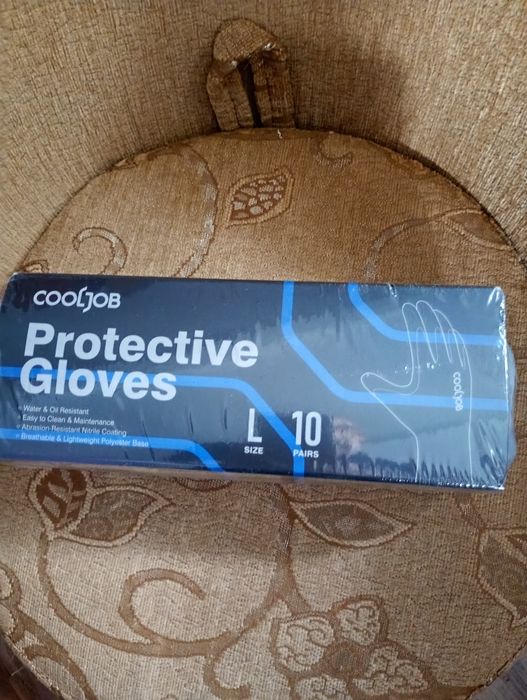 COOLJOB
Protective
Gloves
Water & Oil Resistant
Easy to Clean & Maintenance
Abrasion-Resistant Nitrile Coating
Breathable & Lightweight Polyester Base
L
SIZE
10
PAIRS
COOLJOB